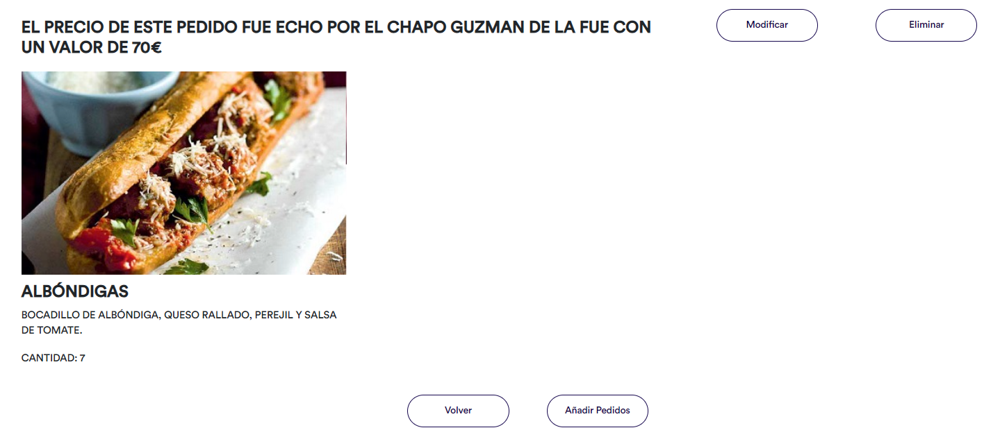 EL PRECIO DE ESTE PEDIDO FUE ECHO POR EL CHAPO GUZMAN DE LA FUE CON
UN VALOR DE 70€
Modificar
Eliminar
ALBÓNDIGAS
BOCADILLO DE ALBÓNDIGA, QUESO RALLADO, PEREJIL Y SALSA
DE TOMATE.
CANTIDAD: 7
Volver
Añadir Pedidos